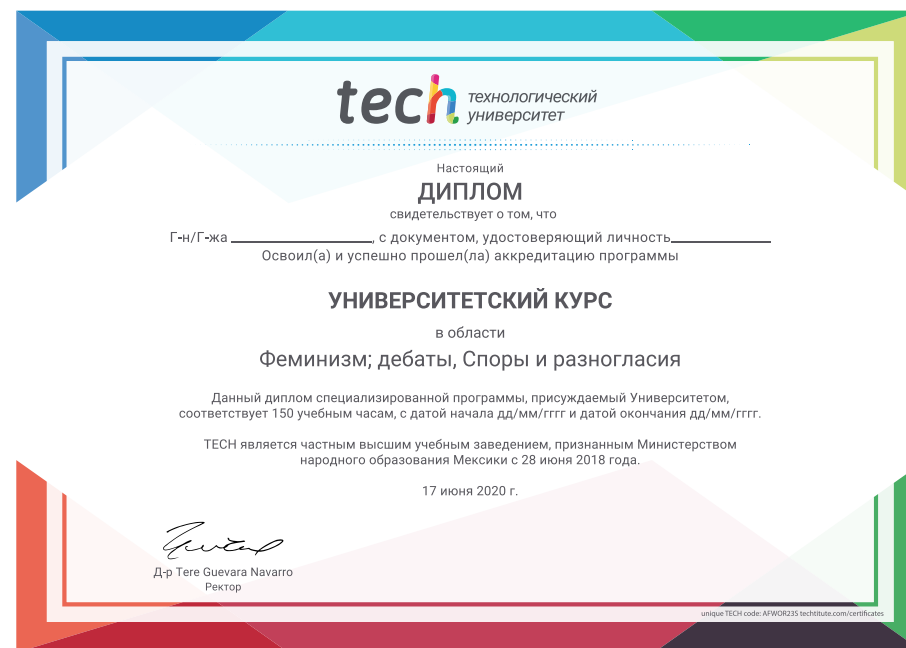 tech технологический
университет
Настоящий
ДИПЛОМ
свидетельствует о том, что
Г-н/Г-жа ____________________, с документом, удостоверяющий личность______________
Освоил(а) и успешно прошел(ла) аккредитацию программы
УНИВЕРСИТЕТСКИЙ КУРС
в области
Феминизм; дебаты, Споры и разногласия
Данный диплом специализированной программы, присуждаемый Университетом,
соответствует 150 учебным часам, с датой начала дд/мм/гггг и датой окончания дд/мм/гггг.
TECH является частным высшим учебным заведением, признанным Министерством
народного образования Мексики с 28 июня 2018 года.
17 июня 2020 г.
Д-р Tere Guevara Navarro
Ректор
unique TECH code: AFWOR23S techtitute.com/certificates